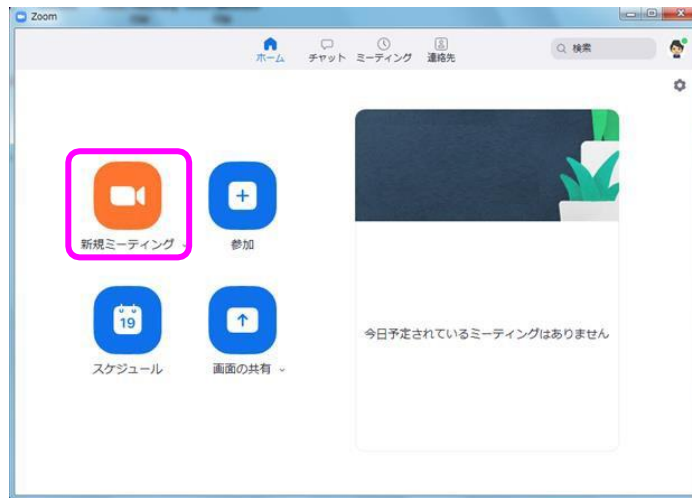 Zoom
ホーム
チャット
ミーティング
連絡先
検索
新規ミーティング
参加
19
スケジュール
画面の共有
今日予定されているミーティングはありません